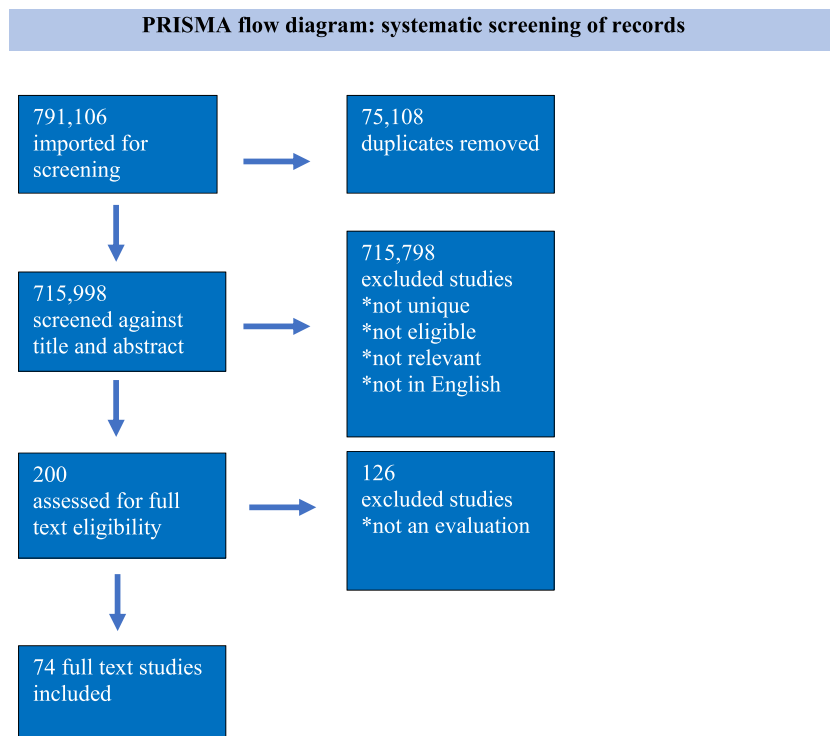 PRISMA flow diagram: systematic screening of records
791,106
imported for
screening
75,108
duplicates removed
715,998
screened against
title and abstract
715,798
excluded studies
*not unique
*not eligible
*not relevant
*not in English
200
assessed for full
text eligibility
126
excluded studies
*not an evaluation
74 full text studies
included